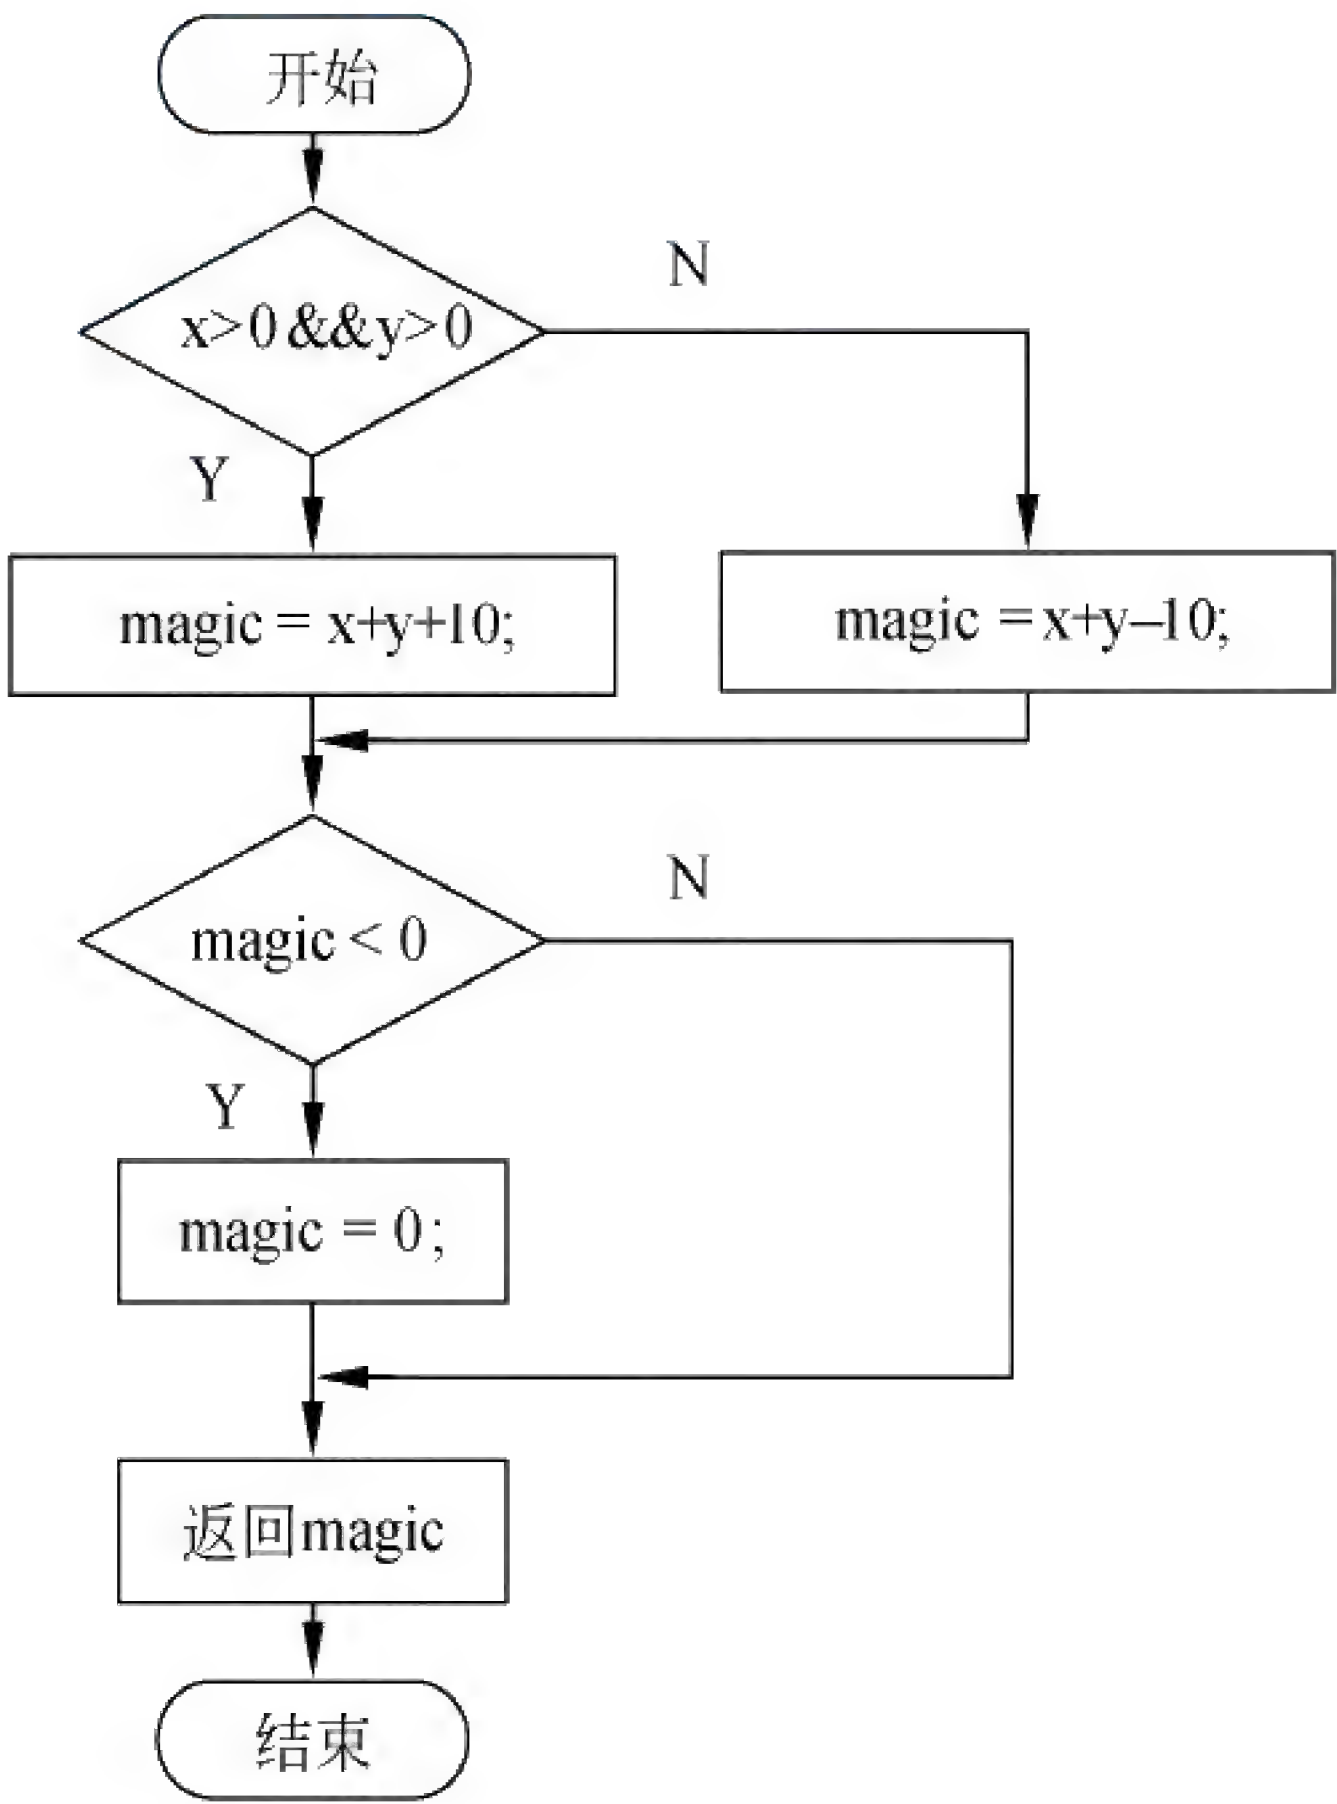 开始
x>0&&y>0
N
Y
magic = x+y+10;
magic = x+y–10;
magic < 0
N
Y
magic = 0;
返回magic
结束